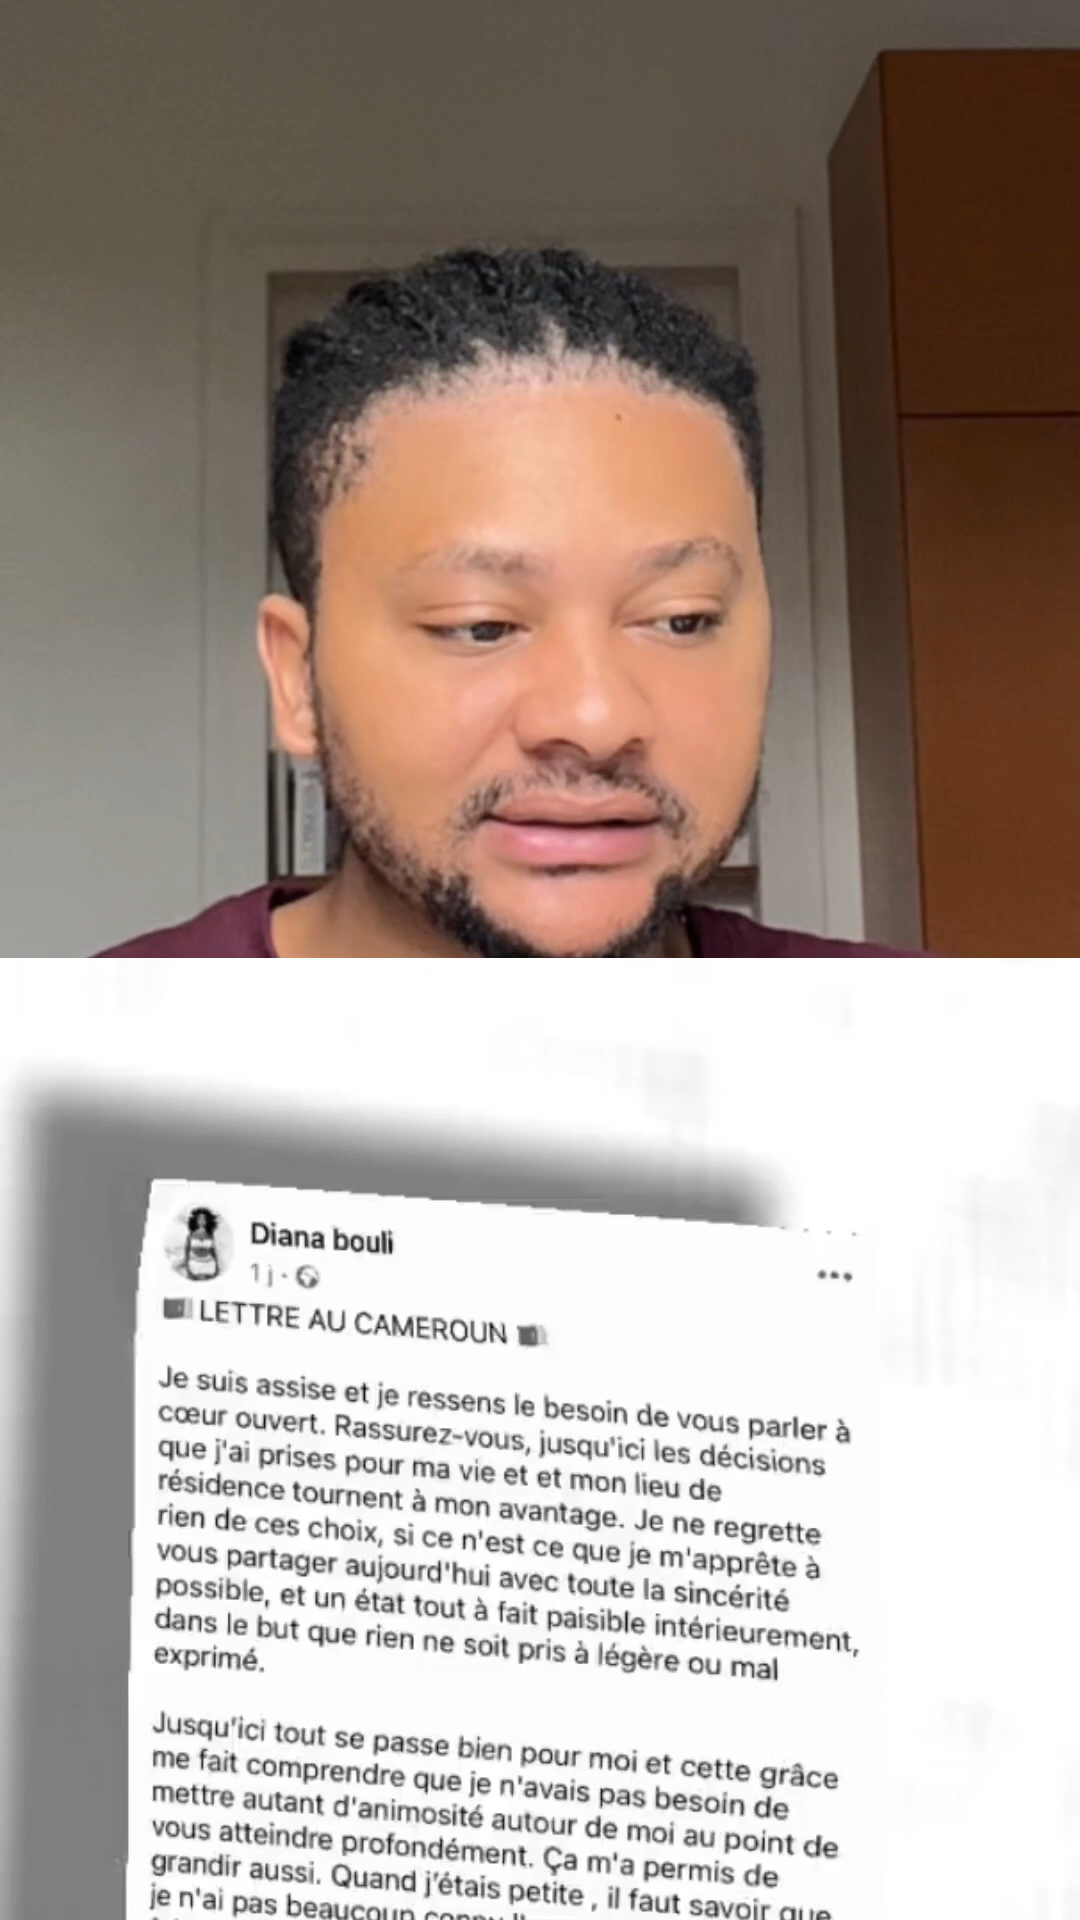 Diana bouli
1 j ·
LETTRE AU CAMEROUN
Je suis assise et je ressens le besoin de vous parler à
cœur ouvert. Rassurez-vous, jusqu'ici les décisions
que j'ai prises pour ma vie et et mon lieu de
résidence tournent à mon avantage. Je ne regrette
rien de ces choix, si ce n'est ce que je m'apprête à
vous partager aujourd'hui avec toute la sincérité
possible, et un état tout à fait paisible intérieurement,
dans le but que rien ne soit pris à légère ou mal
exprimé.
Jusqu'ici tout se passe bien pour moi et cette grâce
me fait comprendre que je n'avais pas besoin de
mettre autant d'animosité autour de moi au point de
vous atteindre profondément. Ça m'a permis de
grandir aussi. Quand j'étais petite , il faut savoir que
je n'ai pas beaucoup